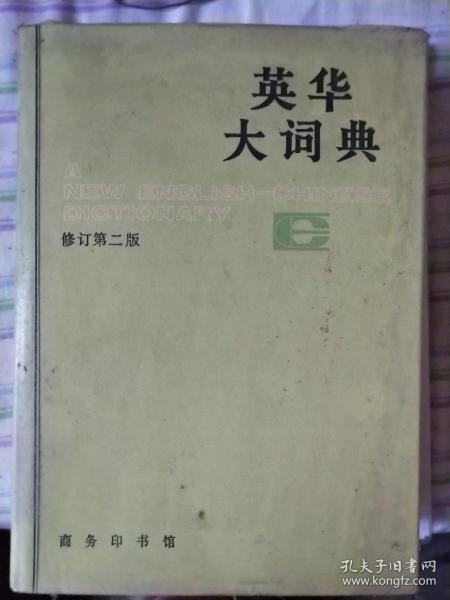 英华
大词典
A
NEW ENGLISH-CHINESE
DICTIONARY
修订第二版
商务印书馆
孔夫子旧书网
www.kongfz.com